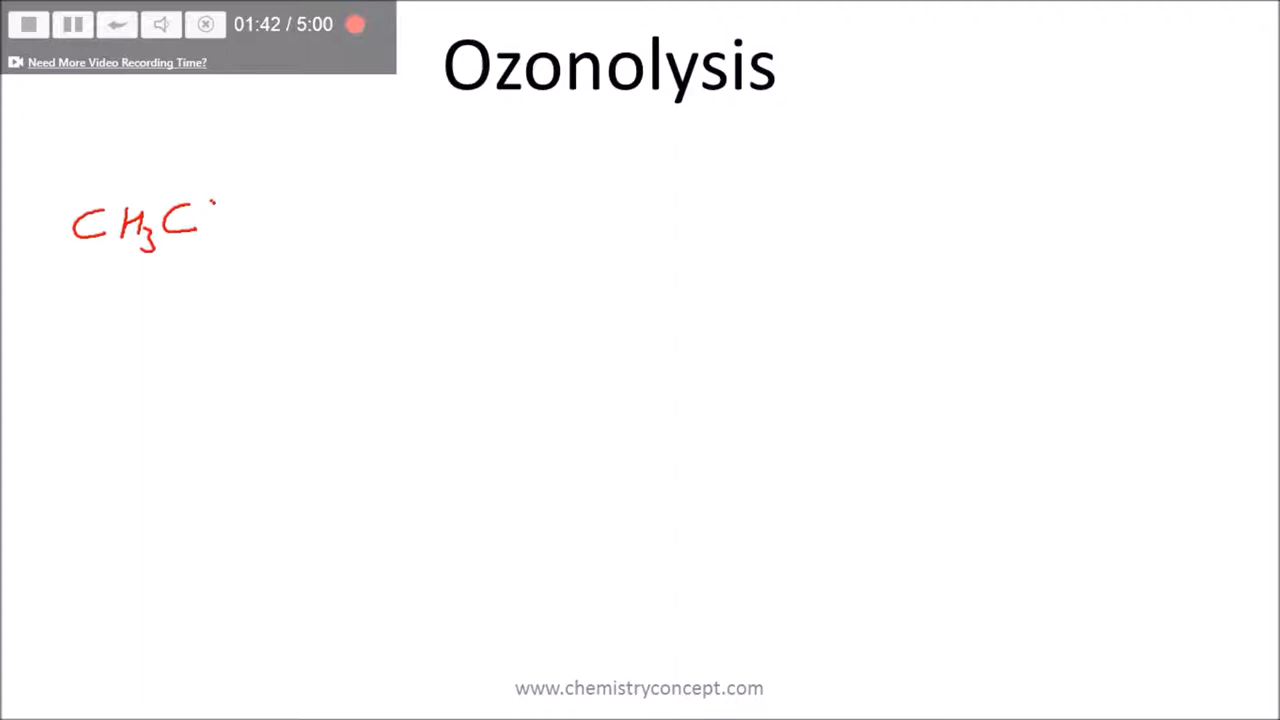 01:42 / 5:00
Need More Video Recording Time?
Ozonolysis
CH₃C
www.chemistryconcept.com